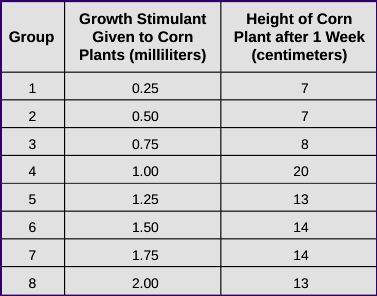 Group | Growth Stimulant Given to Corn Plants (milliliters) | Height of Corn Plant after 1 Week (centimeters)
1 | 0.25 | 7
2 | 0.50 | 7
3 | 0.75 | 8
4 | 1.00 | 20
5 | 1.25 | 13
6 | 1.50 | 14
7 | 1.75 | 14
8 | 2.00 | 13